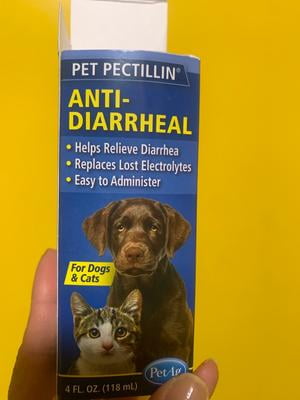 PET PECTILLIN®
ANTI-
DIARRHEAL
• Helps Relieve Diarrhea
• Replaces Lost Electrolytes
• Easy to Administer
For Dogs
& Cats
PetAg
4 FL. OZ. (118 mL)